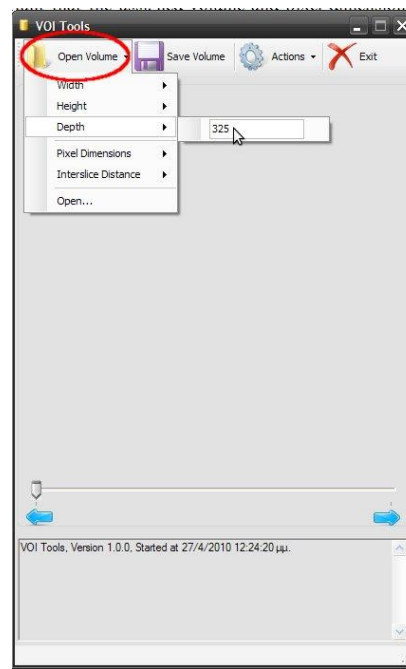 VOI Tools
Open Volume Save Volume Actions Exit
Width
Height
Depth 325
Pixel Dimensions
Interslice Distance
Open...
VOI Tools, Version 1.0.0, Started at 27/4/2010 12:24:20 μμ.